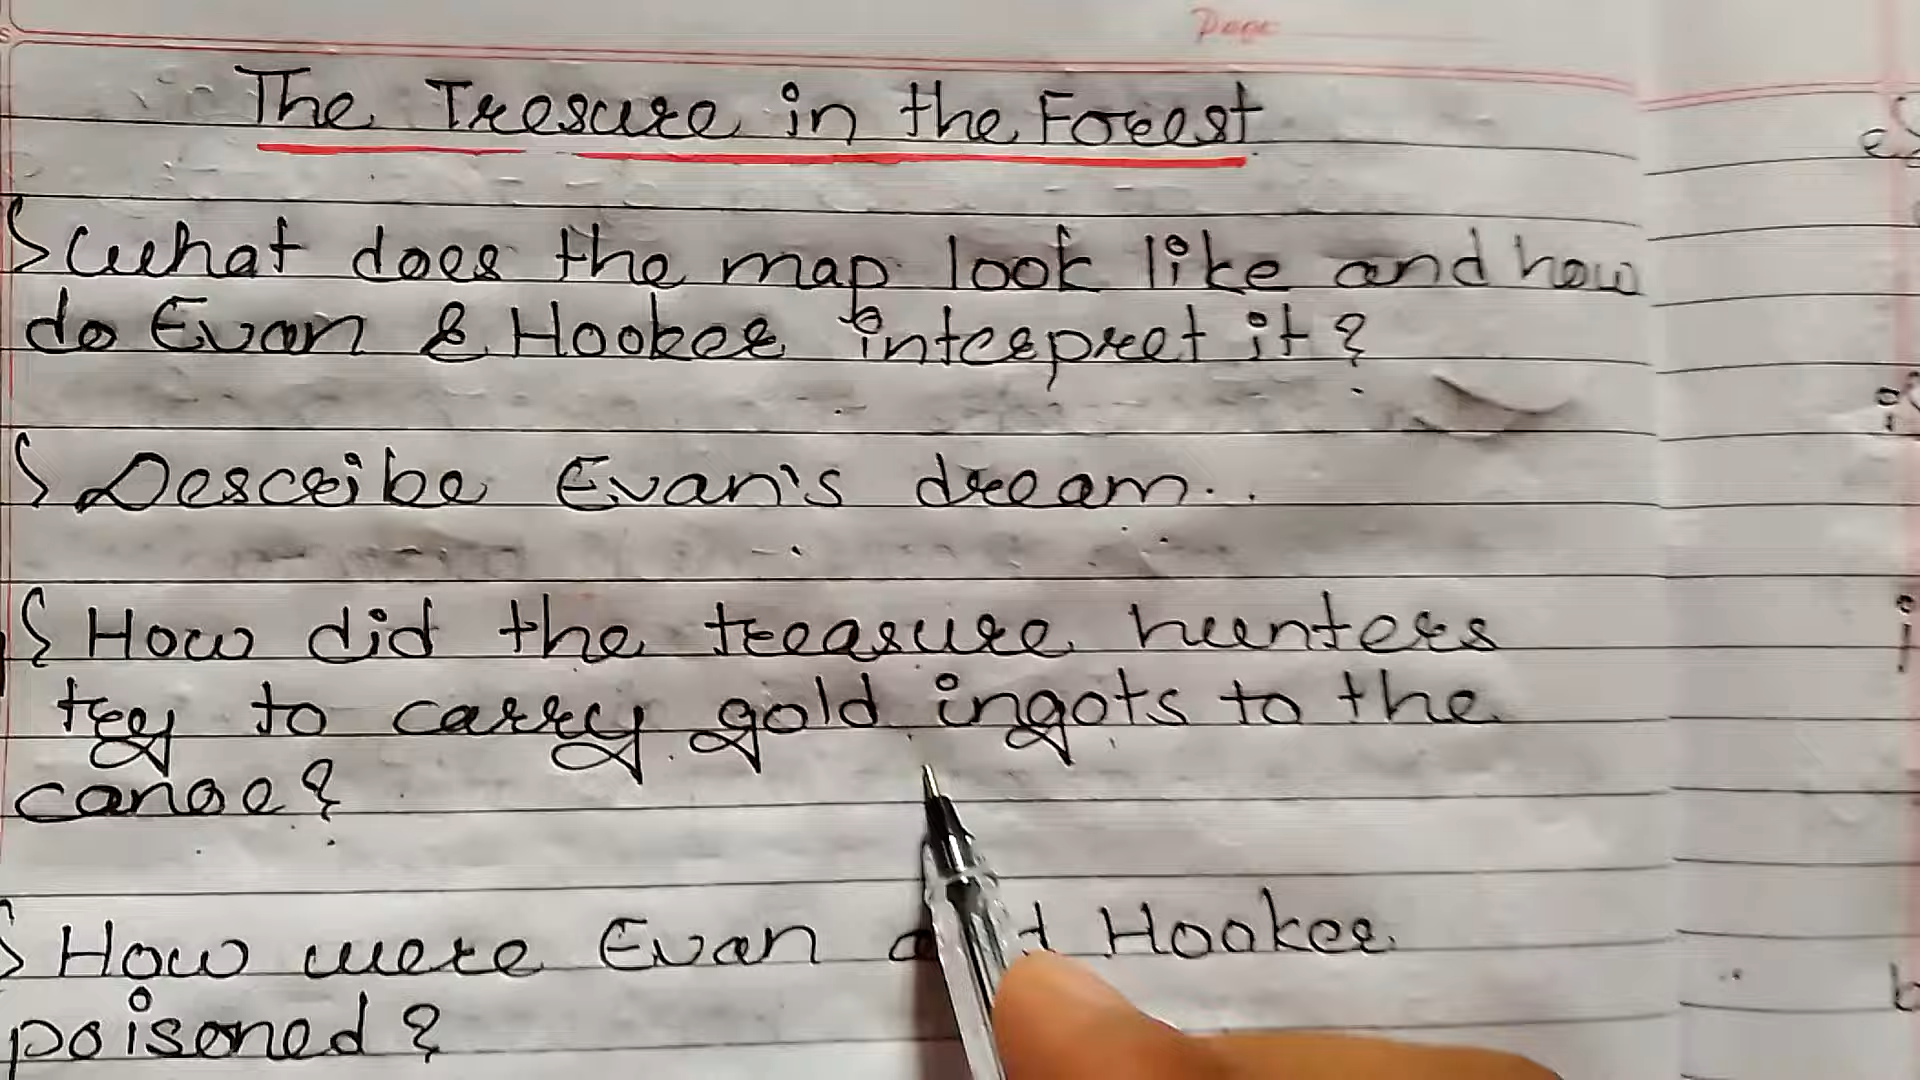 Page
The Tresure in the Forest
What does the map look like and how
do Evan & Hooker interpret it?
Describe Evan's dream..
How did the treasure hunters
try to carry gold ingots to the
canoe?
How were Evan and Hooker
poisoned?